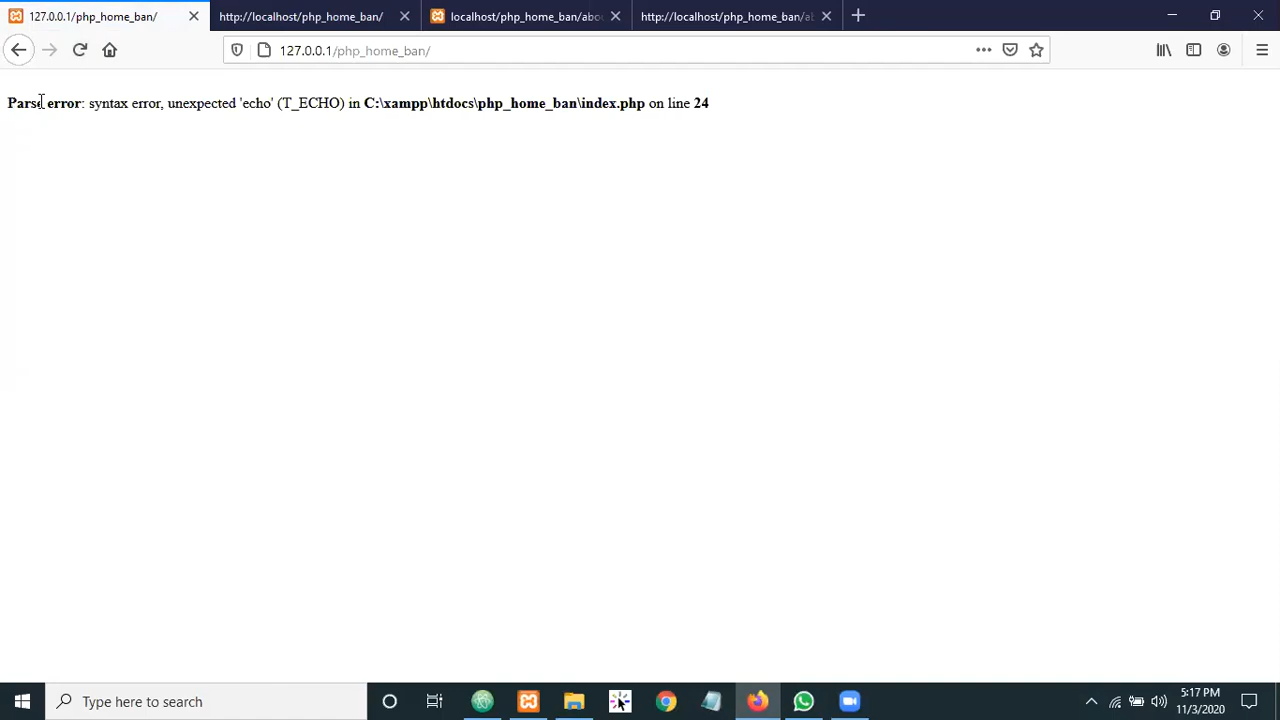 127.0.0.1/php_home_ban/
http://localhost/php_home_ban/
localhost/php_home_ban/abo
http://localhost/php_home_ban/a
127.0.0.1/php_home_ban/
Parse error: syntax error, unexpected 'echo' (T_ECHO) in C:\xampp\htdocs\php_home_ban\index.php on line 24
Type here to search
5:17 PM
11/3/2020